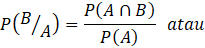 P(B/A) = P(A ∩ B) / P(A) atau